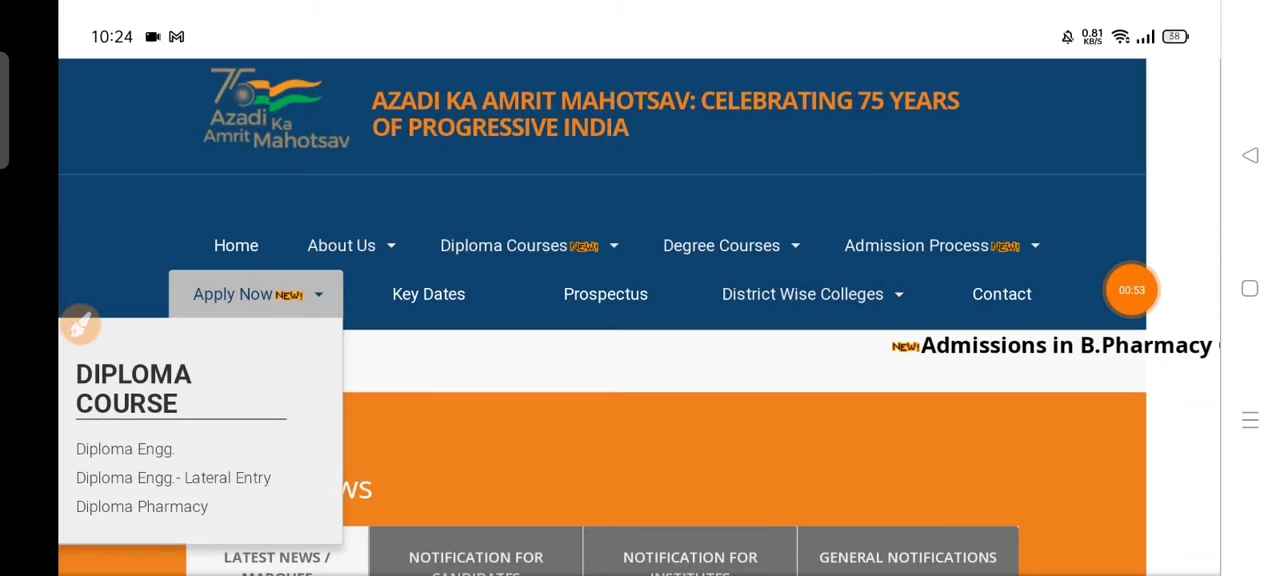 10:24
0.81
KB/S
38
Azadi Ka
Amrit Mahotsav
AZADI KA AMRIT MAHOTSAV: CELEBRATING 75 YEARS
OF PROGRESSIVE INDIA
Home About Us Diploma Courses NEW! Degree Courses Admission Process NEW!
Apply Now NEW! Key Dates Prospectus District Wise Colleges Contact
00:53
NEW! Admissions in B.Pharmacy
DIPLOMA
COURSE
Diploma Engg.
Diploma Engg.- Lateral Entry
Diploma Pharmacy
LATEST NEWS / NOTIFICATION FOR NOTIFICATION FOR GENERAL NOTIFICATIONS
MARQUEE CANDIDATES INSTITUTES